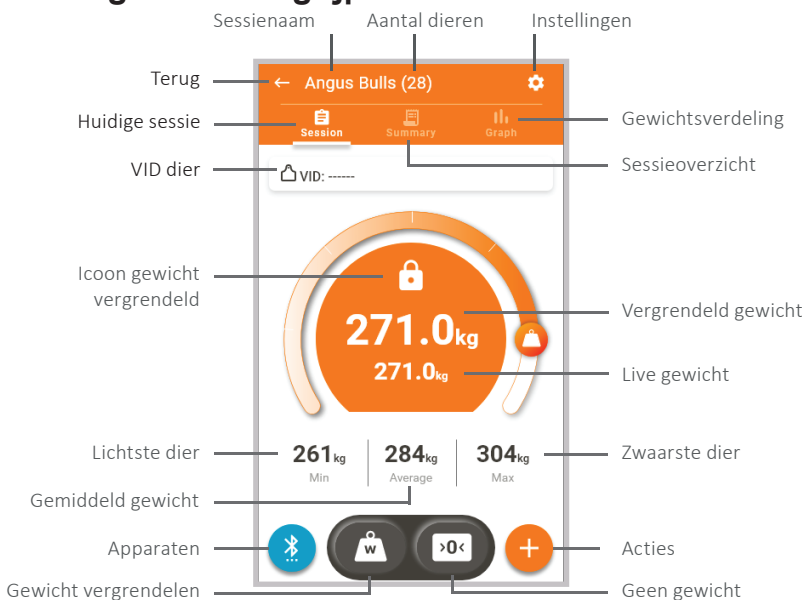 Sessienaam Aantal dieren Instellingen
Terug
Angus Bulls (28)
Huidige sessie
Session Summary Graph
Gewichtsverdeling
VID dier
VID: ------
Sessieoverzicht
Icoon gewicht
vergrendeld
271.0kg
Vergrendeld gewicht
271.0kg
Live gewicht
Lichtste dier
261kg 284kg 304kg
Min Average Max
Zwaarste dier
Gemiddeld gewicht
Apparaten
W >0< +
Acties
Gewicht vergrendelen
Geen gewicht